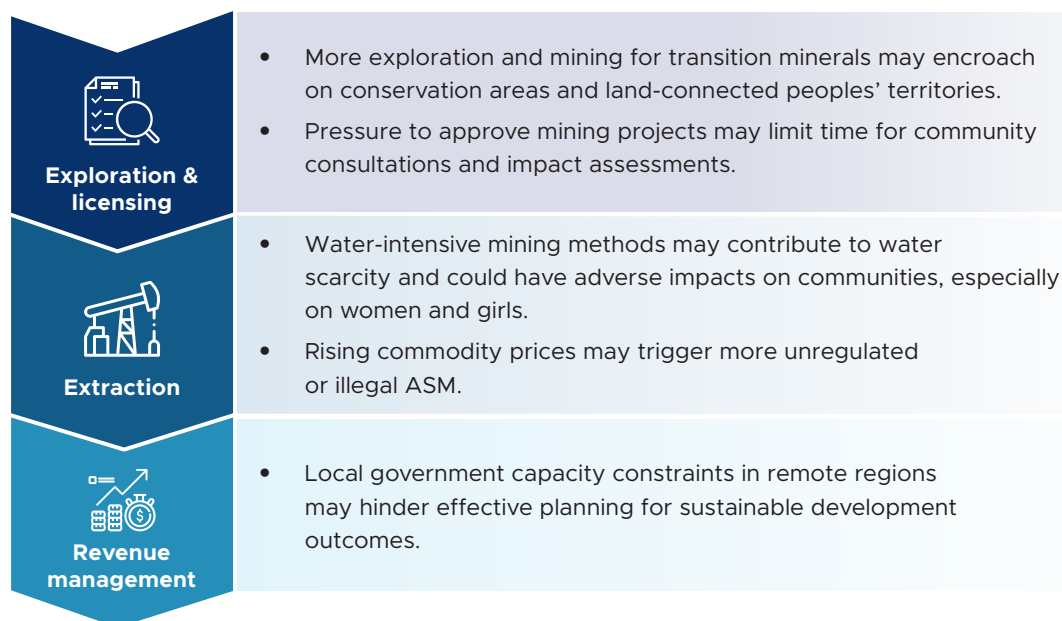 Exploration &
licensing
• More exploration and mining for transition minerals may encroach
on conservation areas and land-connected peoples’ territories.
• Pressure to approve mining projects may limit time for community
consultations and impact assessments.
Extraction
• Water-intensive mining methods may contribute to water
scarcity and could have adverse impacts on communities, especially
on women and girls.
• Rising commodity prices may trigger more unregulated
or illegal ASM.
Revenue
management
• Local government capacity constraints in remote regions
may hinder effective planning for sustainable development
outcomes.